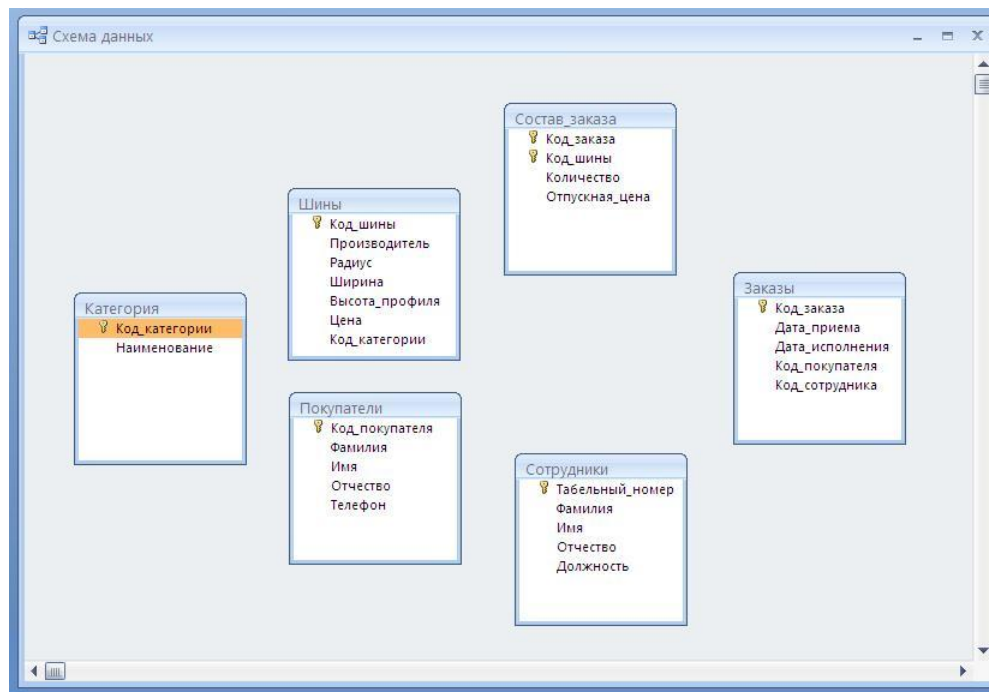 Схема данных
Состав_заказа
Код_заказа
Код_шины
Количество
Отпускная_цена
Шины
Код_шины
Производитель
Радиус
Ширина
Высота_профиля
Цена
Код_категории
Заказы
Код_заказа
Дата_приема
Дата_исполнения
Код_покупателя
Код_сотрудника
Категория
Код_категории
Наименование
Покупатели
Код_покупателя
Фамилия
Имя
Отчество
Телефон
Сотрудники
Табельный_номер
Фамилия
Имя
Отчество
Должность